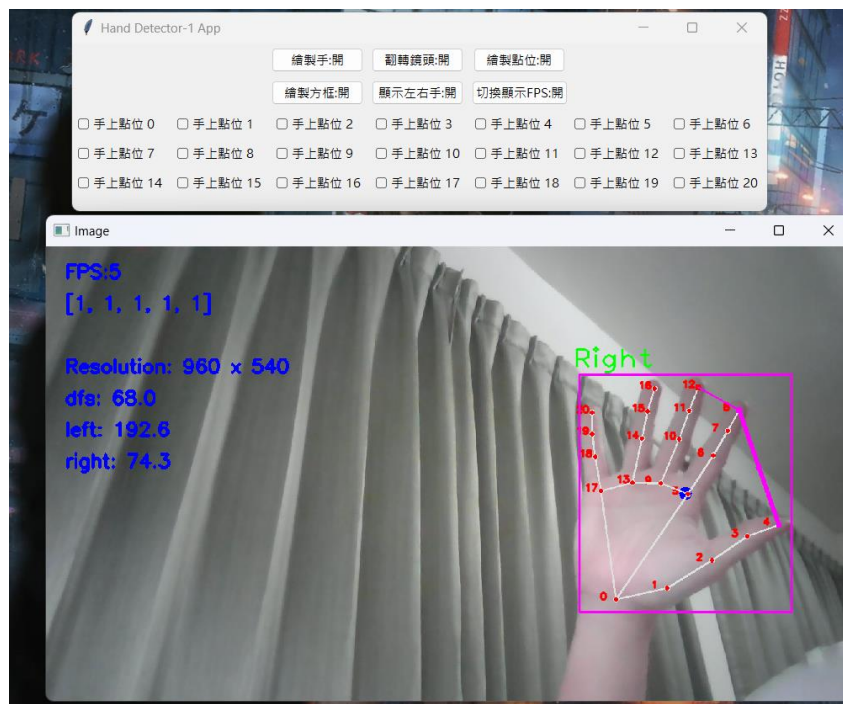 Hand Detector-1 App
繪製手:開 翻轉鏡頭:開 繪製點位:開
繪製方框:開 顯示左右手:開 切換顯示FPS:開
手上點位 0 手上點位 1 手上點位 2 手上點位 3 手上點位 4 手上點位 5 手上點位 6
手上點位 7 手上點位 8 手上點位 9 手上點位 10 手上點位 11 手上點位 12 手上點位 13
手上點位 14 手上點位 15 手上點位 16 手上點位 17 手上點位 18 手上點位 19 手上點位 20
Image
FPS:5
[1, 1, 1, 1, 1]
Resolution: 960 x 540
dfs: 68.0
left: 192.6
right: 74.3
Right
16 12
20 15 11 8
19 14 10 7
18 6
17 13 9 5
4
3
2
1
0